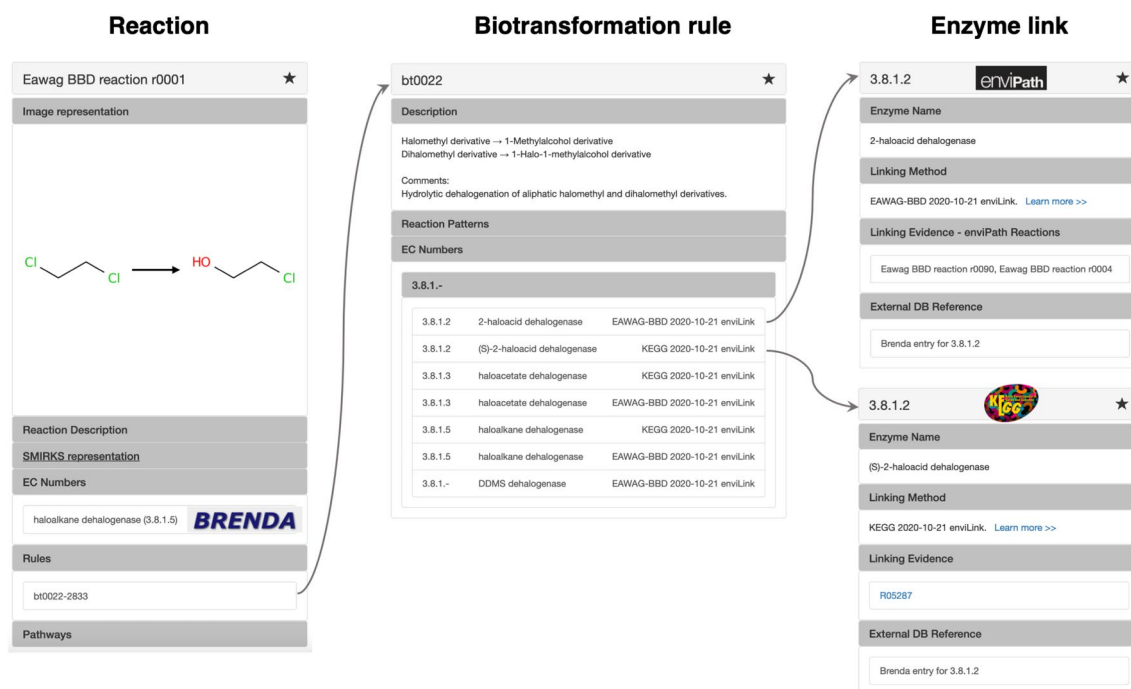 Reaction
Eawag BBD reaction r0001 ★
Image representation
Cl
Cl
HO
Cl
Reaction Description
SMIRKS representation
EC Numbers
haloalkane dehalogenase (3.8.1.5) BRENDA
Rules
bt0022-2833
Pathways
Biotransformation rule
bt0022 ★
Description
Halomethyl derivative → 1-Methylalcohol derivative
Dihalomethyl derivative → 1-Halo-1-methylalcohol derivative
Comments:
Hydrolytic dehalogenation of aliphatic halomethyl and dihalomethyl derivatives.
Reaction Patterns
EC Numbers
3.8.1.-
3.8.1.2 2-haloacid dehalogenase EAWAG-BBD 2020-10-21 enviLink
3.8.1.2 (S)-2-haloacid dehalogenase KEGG 2020-10-21 enviLink
3.8.1.3 haloacetate dehalogenase KEGG 2020-10-21 enviLink
3.8.1.3 haloacetate dehalogenase EAWAG-BBD 2020-10-21 enviLink
3.8.1.5 haloalkane dehalogenase KEGG 2020-10-21 enviLink
3.8.1.5 haloalkane dehalogenase EAWAG-BBD 2020-10-21 enviLink
3.8.1.- DDMS dehalogenase EAWAG-BBD 2020-10-21 enviLink
Enzyme link
3.8.1.2 enviPath ★
Enzyme Name
2-haloacid dehalogenase
Linking Method
EAWAG-BBD 2020-10-21 enviLink. Learn more >>
Linking Evidence - enviPath Reactions
Eawag BBD reaction r0090, Eawag BBD reaction r0004
External DB Reference
Brenda entry for 3.8.1.2
3.8.1.2 KEGG ★
Enzyme Name
(S)-2-haloacid dehalogenase
Linking Method
KEGG 2020-10-21 enviLink. Learn more >>
Linking Evidence
R05287
External DB Reference
Brenda entry for 3.8.1.2